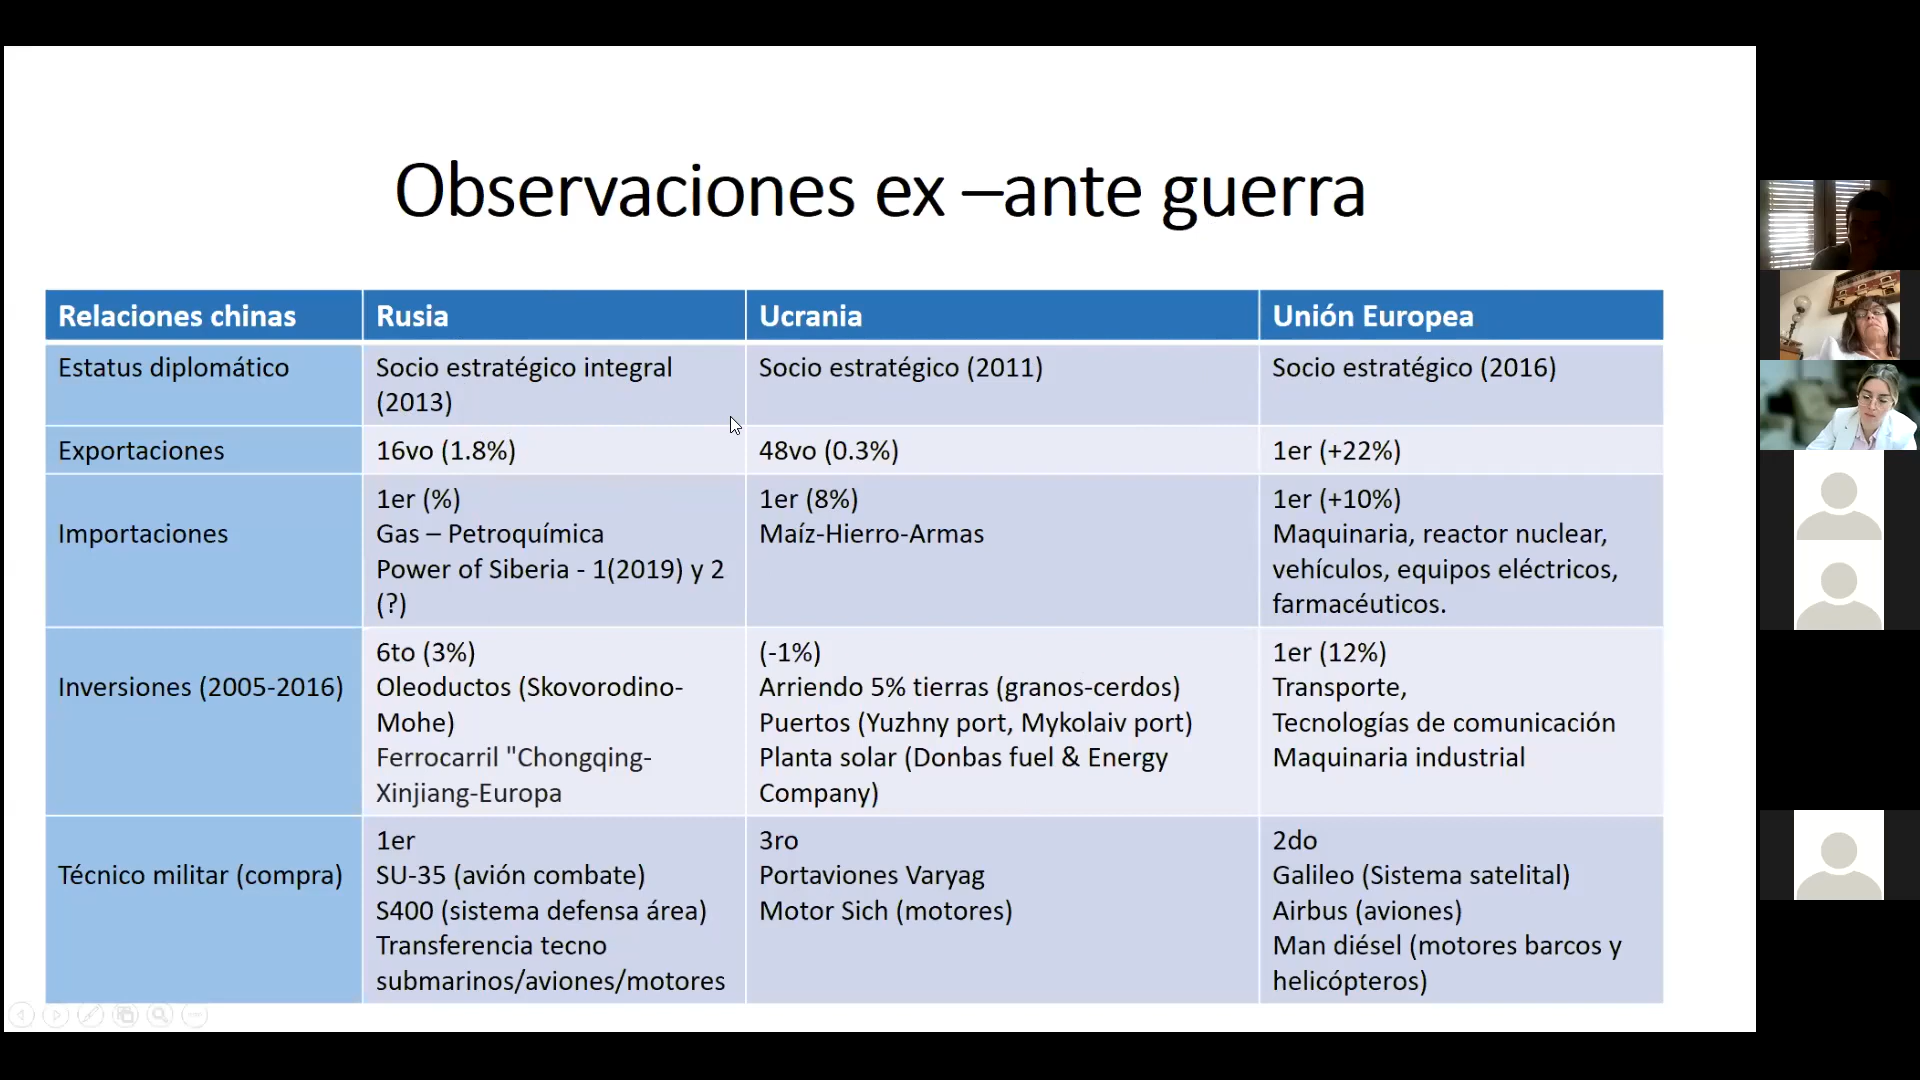 Observaciones ex –ante guerra
Relaciones chinas
Rusia
Ucrania
Unión Europea
Estatus diplomático
Socio estratégico integral
(2013)
Socio estratégico (2011)
Socio estratégico (2016)
Exportaciones
16vo (1.8%)
48vo (0.3%)
1er (+22%)
Importaciones
1er (%)
Gas – Petroquímica
Power of Siberia - 1(2019) y 2
(?)
1er (8%)
Maíz-Hierro-Armas
1er (+10%)
Maquinaria, reactor nuclear,
vehículos, equipos eléctricos,
farmacéuticos.
Inversiones (2005-2016)
6to (3%)
Oleoductos (Skovorodino-
Mohe)
Ferrocarril "Chongqing-
Xinjiang-Europa
(-1%)
Arriendo 5% tierras (granos-cerdos)
Puertos (Yuzhny port, Mykolaiv port)
Planta solar (Donbas fuel & Energy
Company)
1er (12%)
Transporte,
Tecnologías de comunicación
Maquinaria industrial
Técnico militar (compra)
1er
SU-35 (avión combate)
S400 (sistema defensa área)
Transferencia tecno
submarinos/aviones/motores
3ro
Portaviones Varyag
Motor Sich (motores)
2do
Galileo (Sistema satelital)
Airbus (aviones)
Man diésel (motores barcos y
helicópteros)